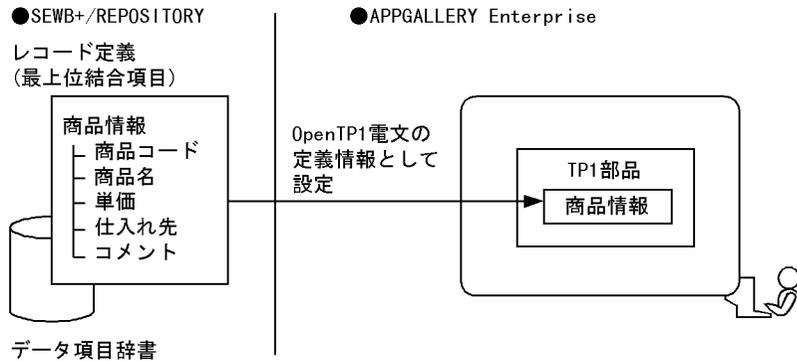 ●SEWB+/REPOSITORY
レコード定義
(最上位結合項目)
商品情報
商品コード
商品名
単価
仕入れ先
コメント
データ項目辞書
OpenTP1電文の
定義情報として
設定
●APPGALLERY Enterprise
TP1部品
商品情報